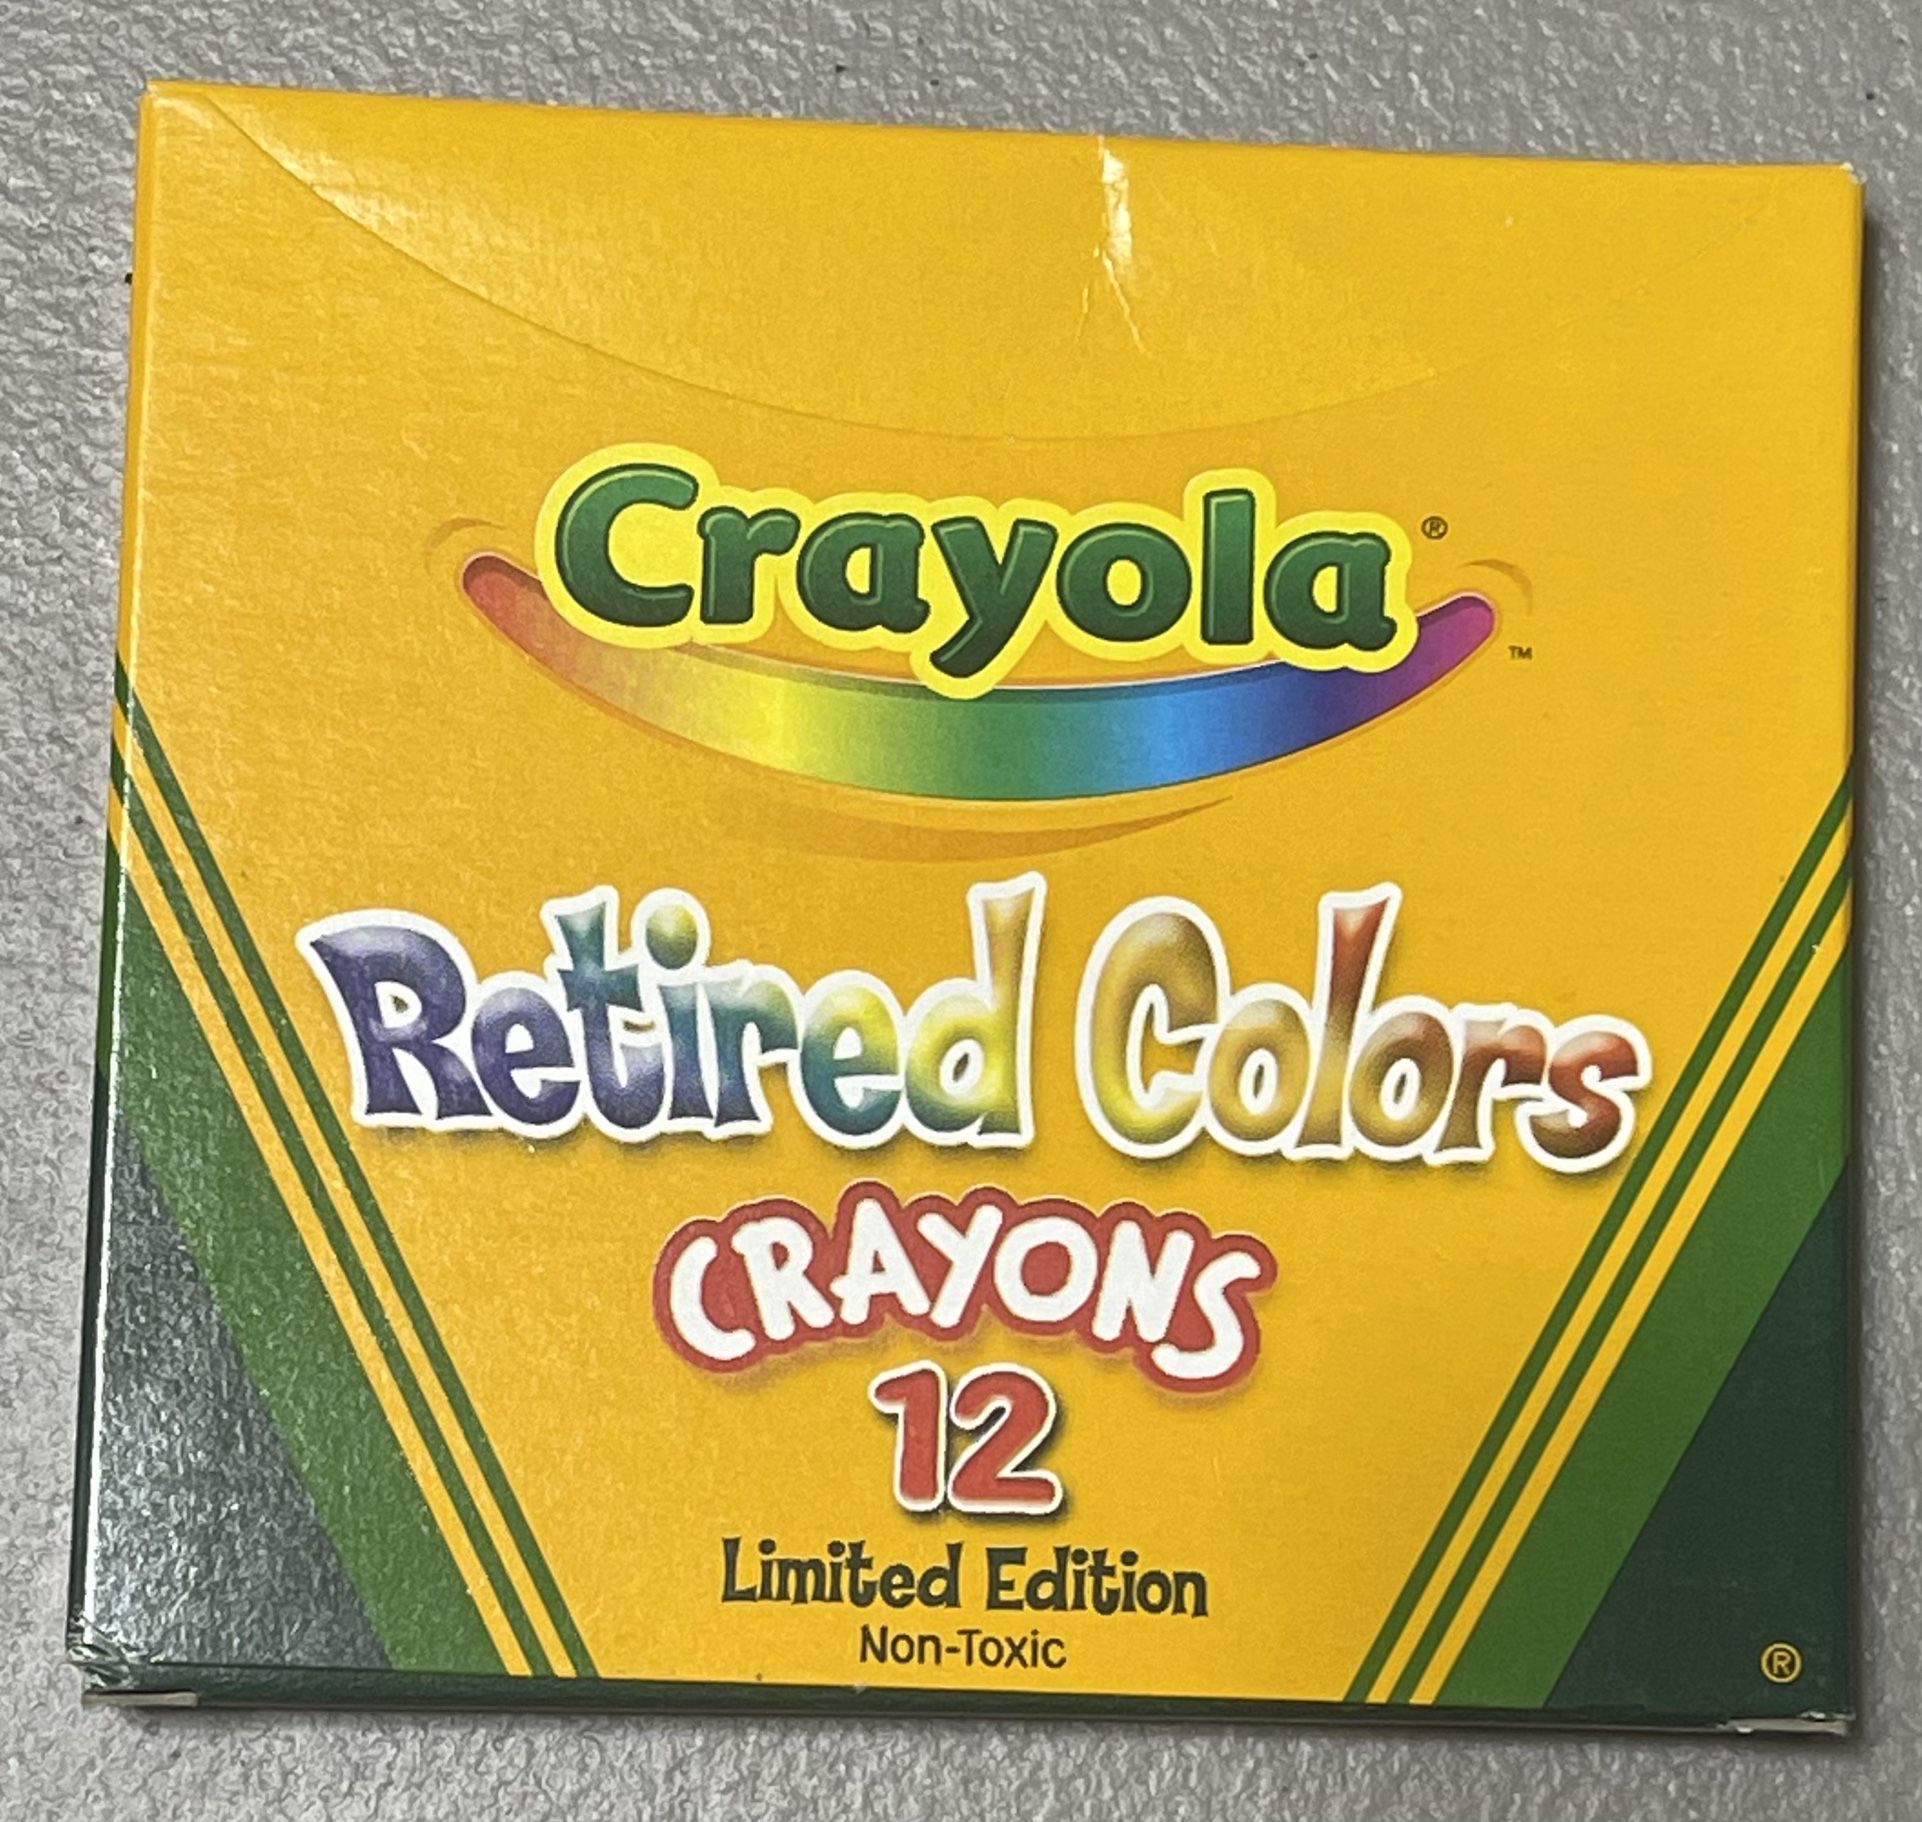 Crayola®
™
Retired Colors
CRAYONS
12
Limited Edition
Non-Toxic
®